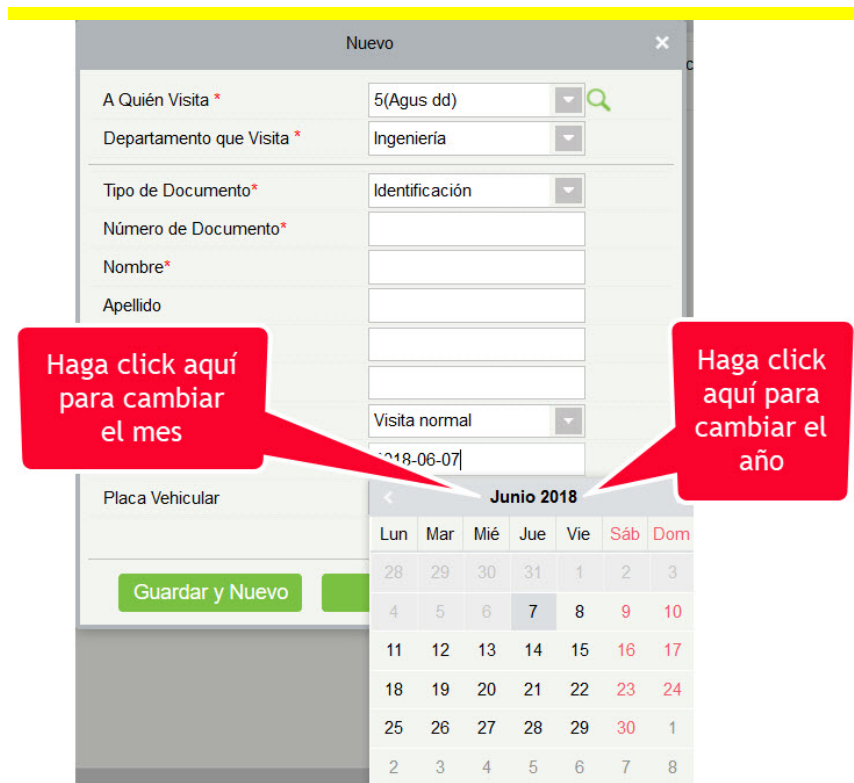 Nuevo
A Quién Visita * 5(Agus dd)
Departamento que Visita * Ingeniería
Tipo de Documento* Identificación
Número de Documento*
Nombre*
Apellido
Haga click aquí
para cambiar
el mes
Haga click
aquí para
cambiar el
año
Visita normal
2018-06-07
Placa Vehicular
Junio 2018
Lun Mar Mié Jue Vie Sáb Dom
28 29 30 31 1 2 3
4 5 6 7 8 9 10
11 12 13 14 15 16 17
18 19 20 21 22 23 24
25 26 27 28 29 30 1
2 3 4 5 6 7 8
Guardar y Nuevo